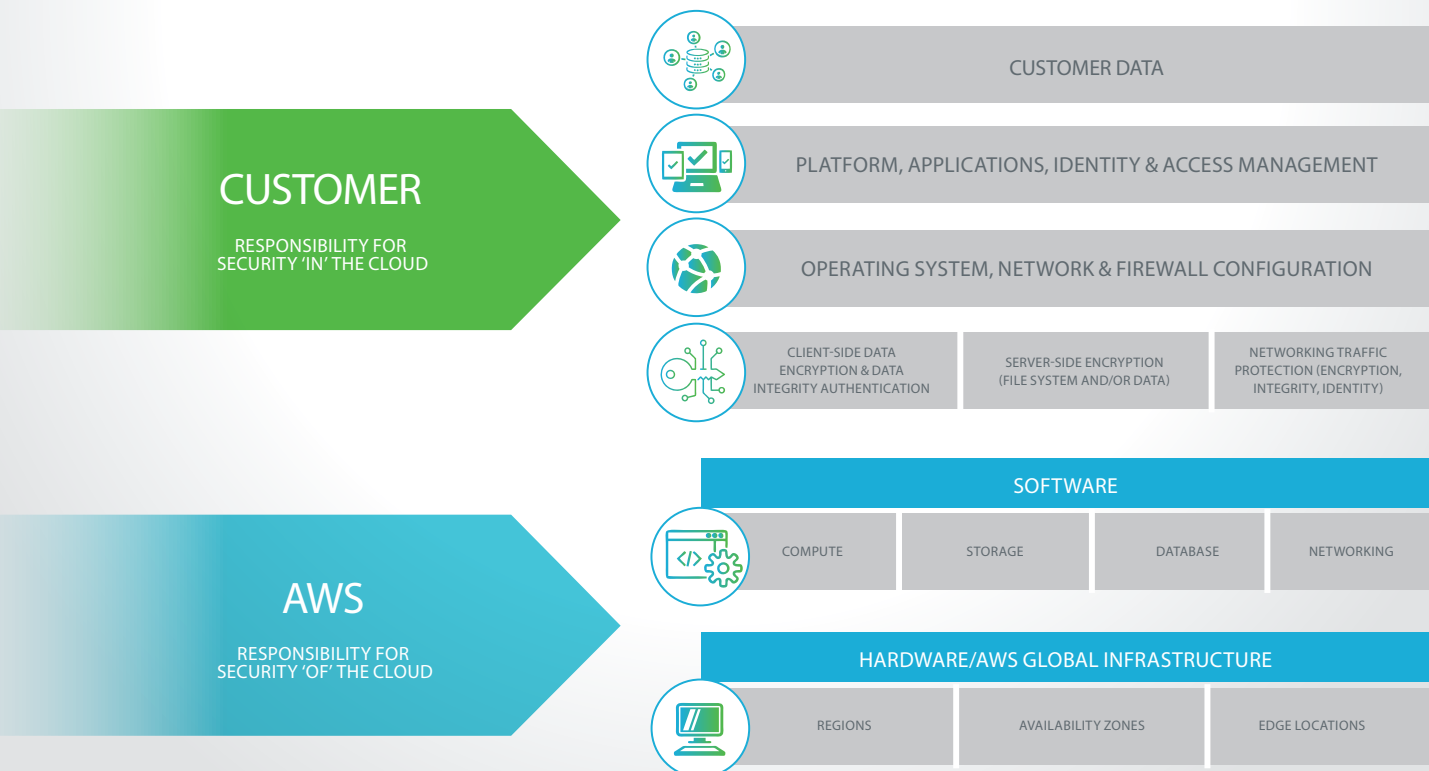 CUSTOMER
RESPONSIBILITY FOR
SECURITY ‘IN’ THE CLOUD
CUSTOMER DATA
PLATFORM, APPLICATIONS, IDENTITY & ACCESS MANAGEMENT
OPERATING SYSTEM, NETWORK & FIREWALL CONFIGURATION
CLIENT-SIDE DATA
ENCRYPTION & DATA
INTEGRITY AUTHENTICATION
SERVER-SIDE ENCRYPTION
(FILE SYSTEM AND/OR DATA)
NETWORKING TRAFFIC
PROTECTION (ENCRYPTION,
INTEGRITY, IDENTITY)
AWS
RESPONSIBILITY FOR
SECURITY ‘OF’ THE CLOUD
SOFTWARE
</>
COMPUTE
STORAGE
DATABASE
NETWORKING
HARDWARE/AWS GLOBAL INFRASTRUCTURE
REGIONS
AVAILABILITY ZONES
EDGE LOCATIONS